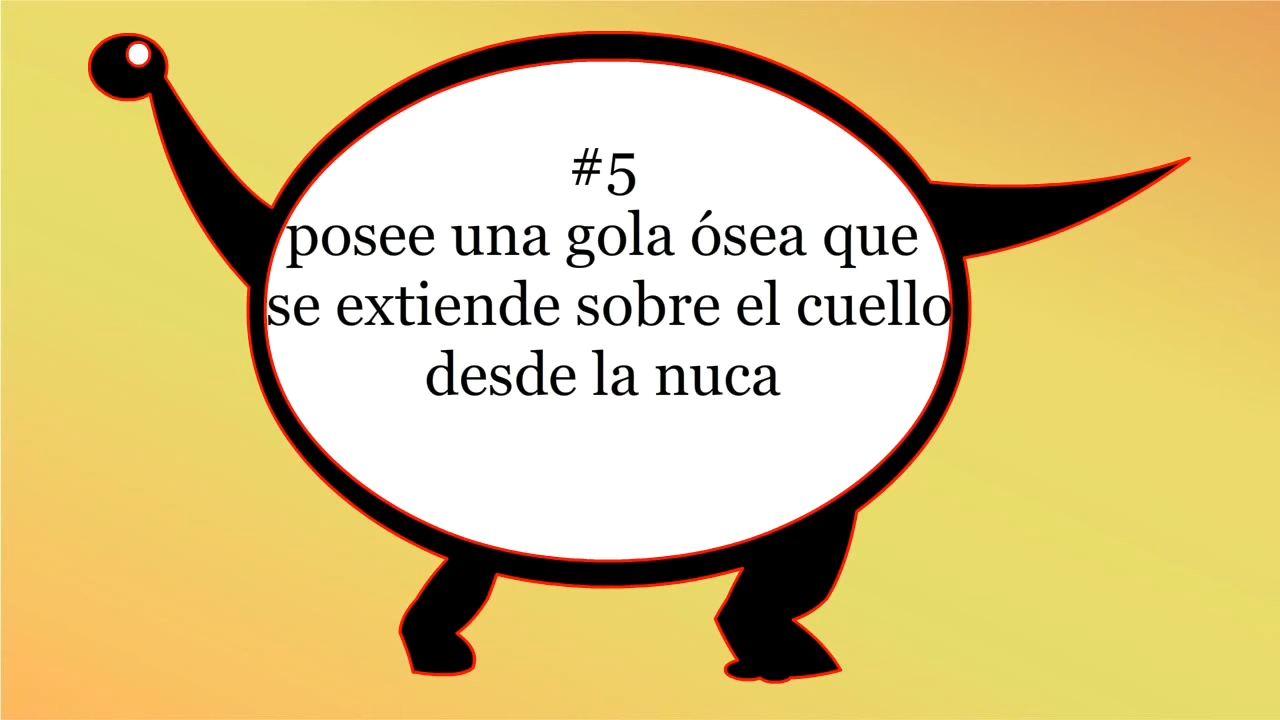 #5
posee una gola ósea que
se extiende sobre el cuello
desde la nuca